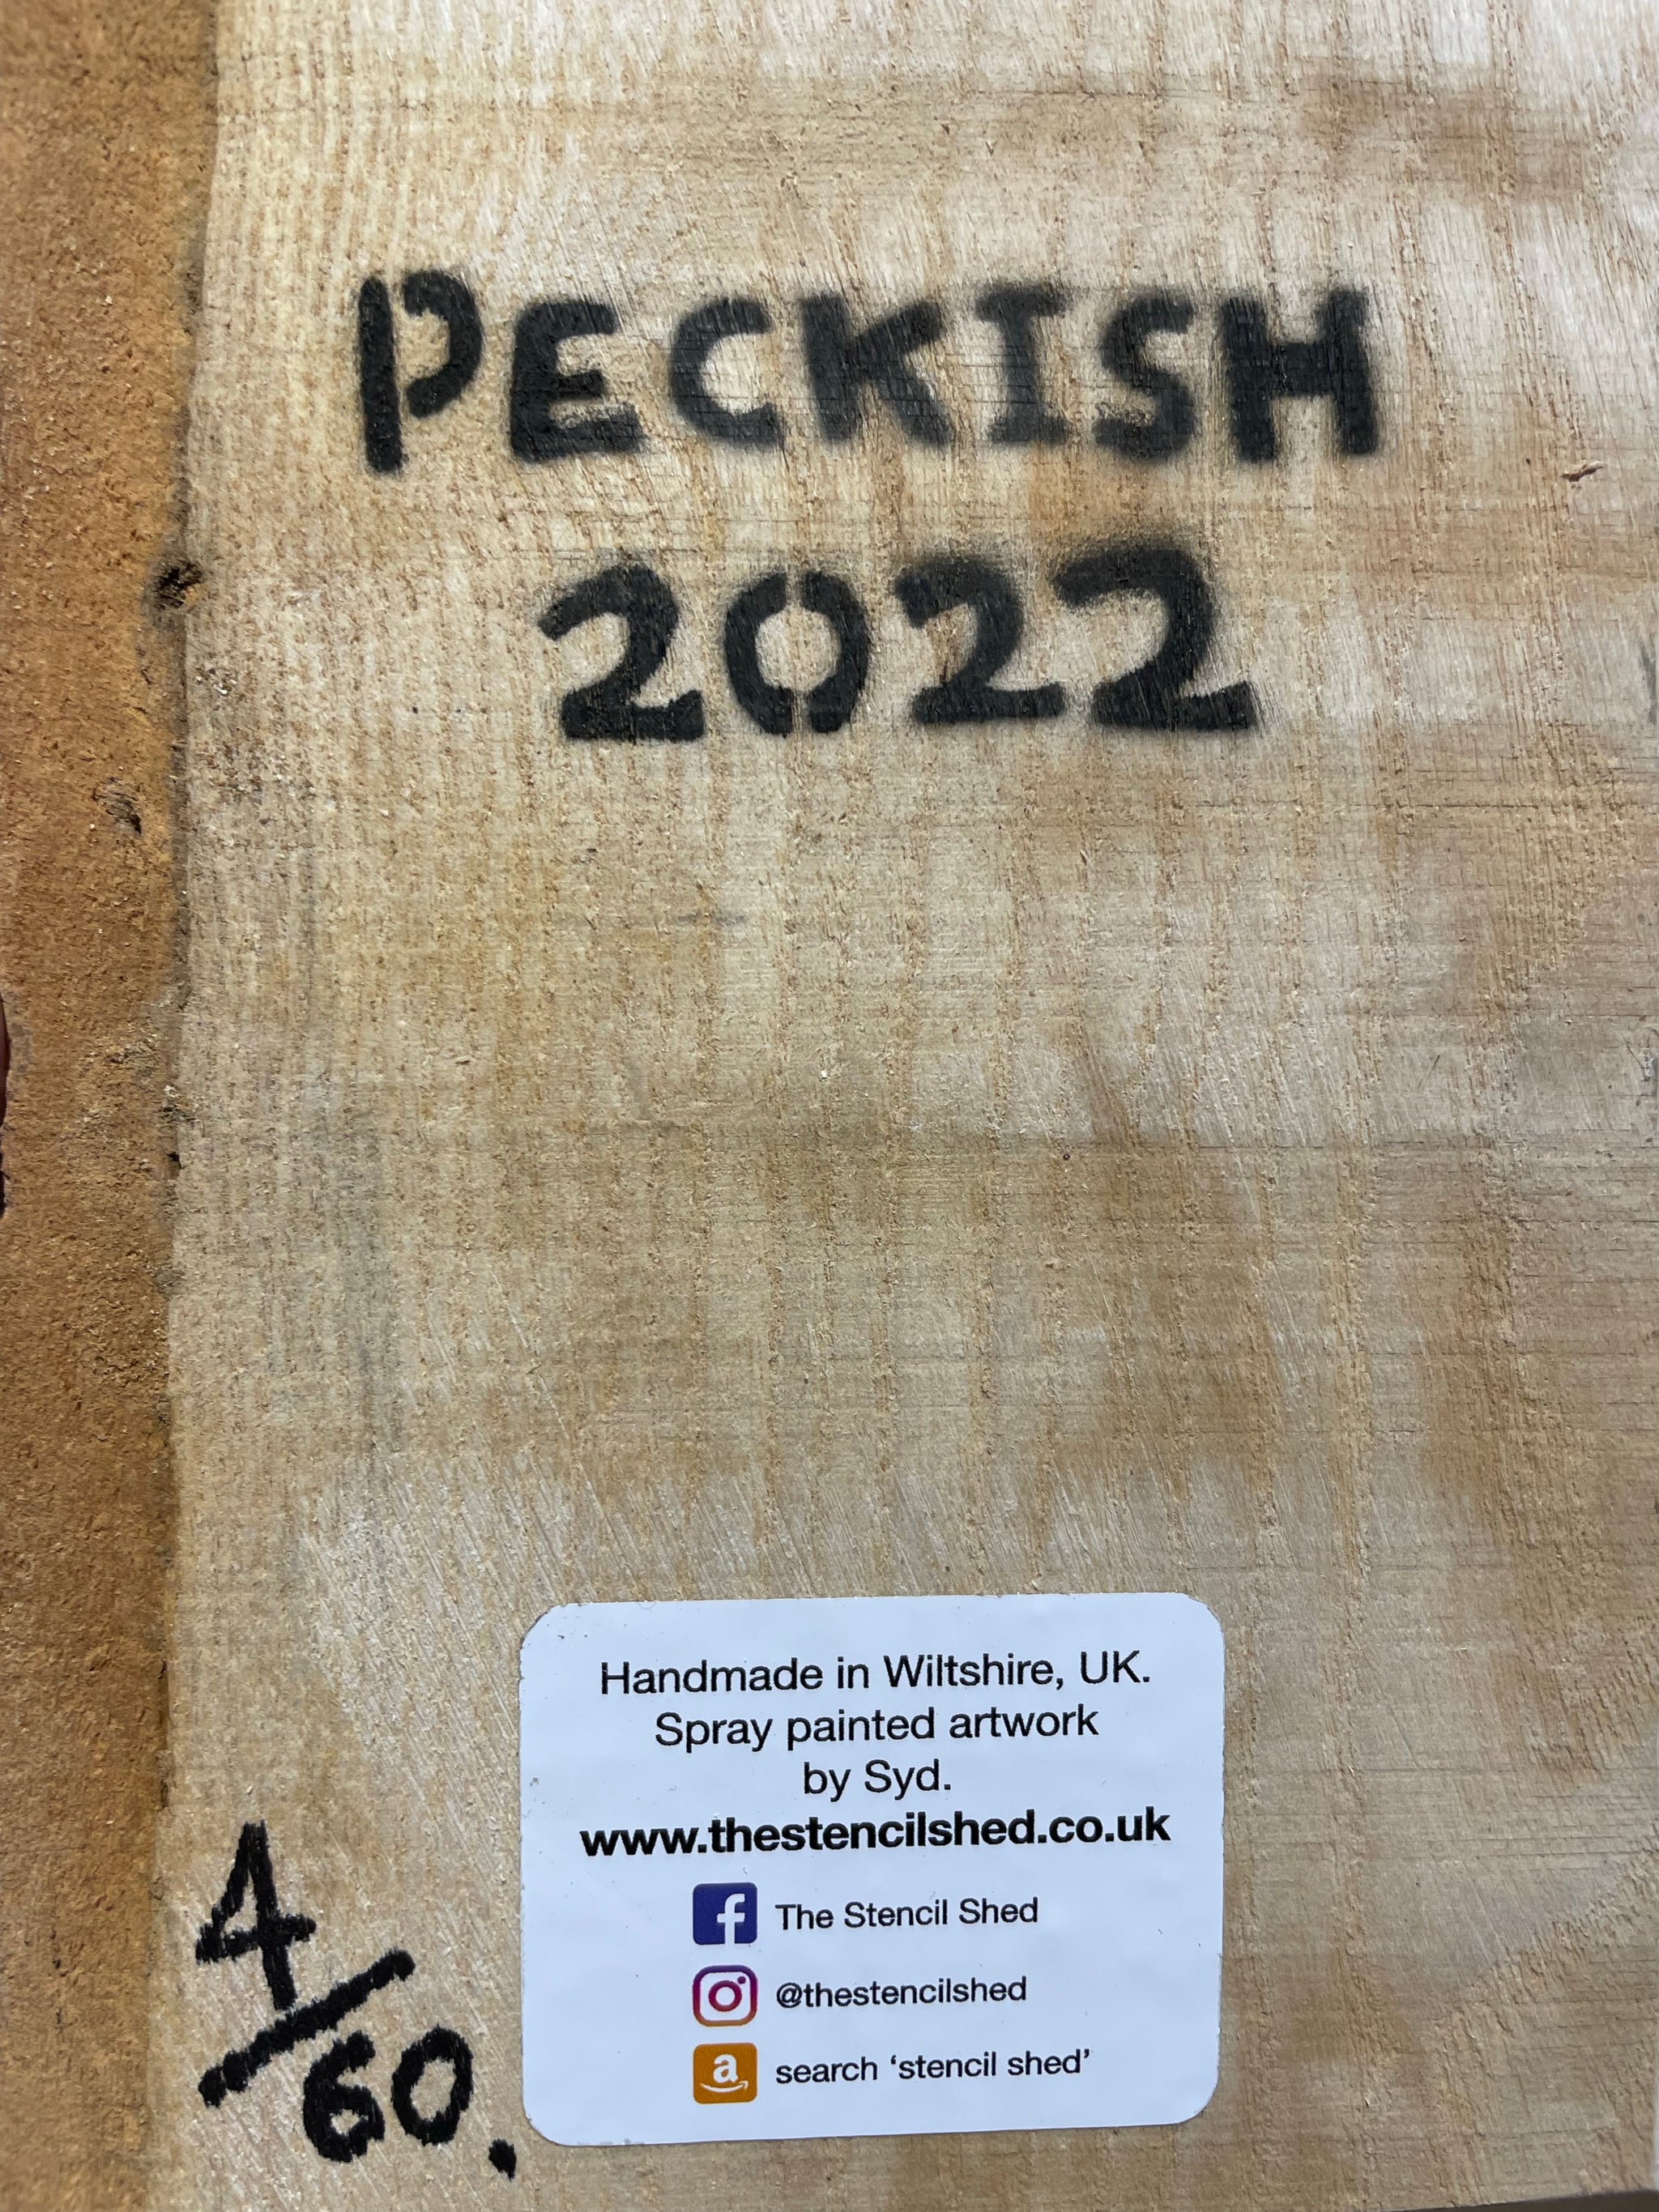 PECKISH
2022
Handmade in Wiltshire, UK.
Spray painted artwork
by Syd.
www.thestencilshed.co.uk
The Stencil Shed
@thestencilshed
search ‘stencil shed’
4/60.